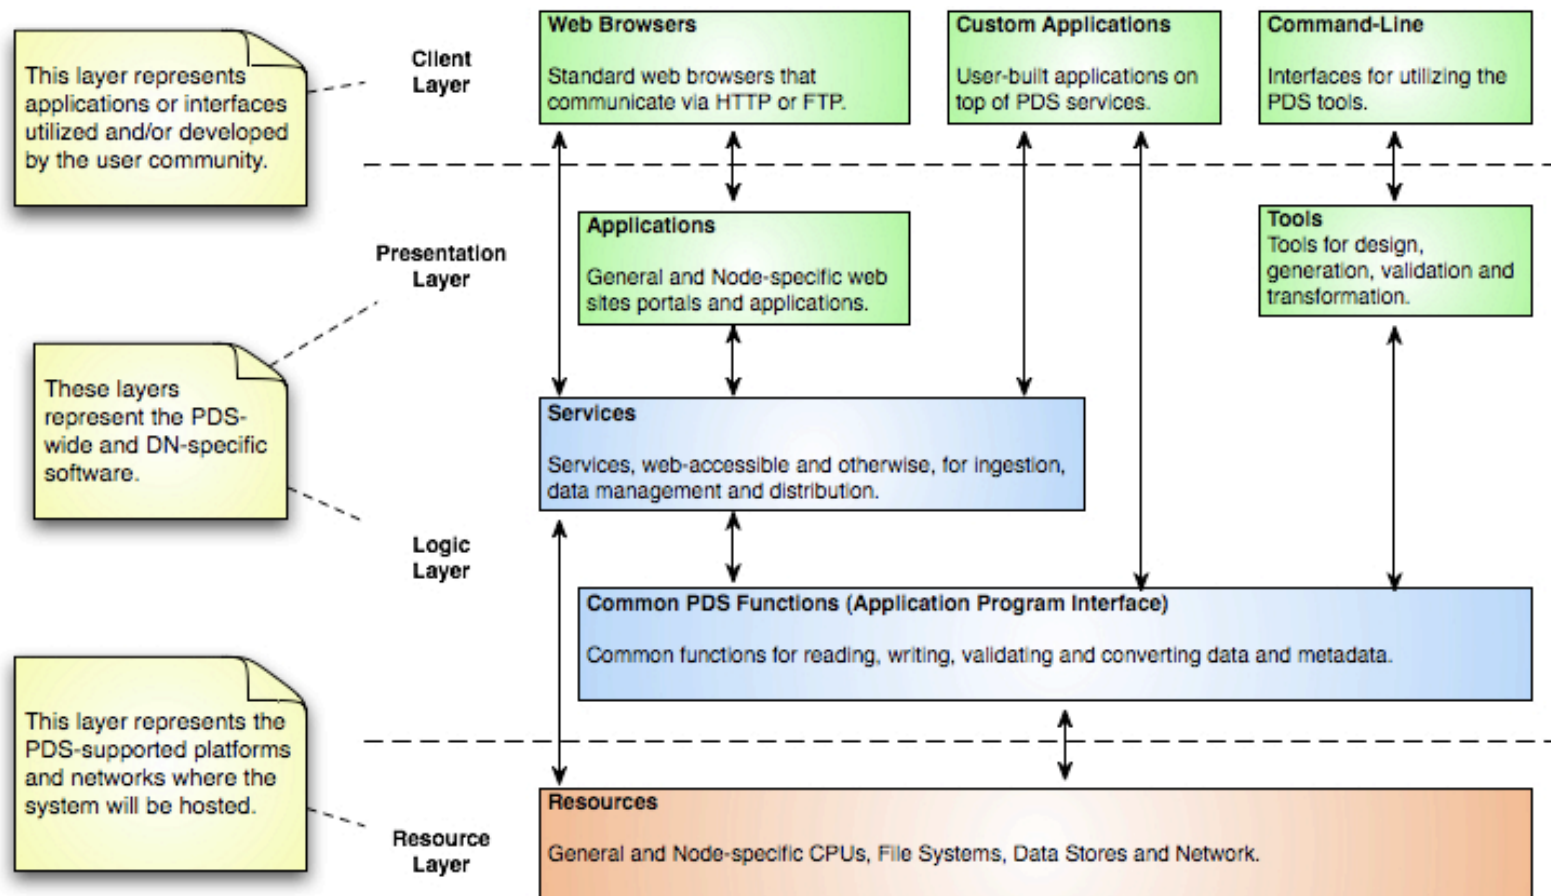 This layer represents
applications or interfaces
utilized and/or developed
by the user community.
Client
Layer
Web Browsers
Standard web browsers that
communicate via HTTP or FTP.
Custom Applications
User-built applications on
top of PDS services.
Command-Line
Interfaces for utilizing the
PDS tools.
Presentation
Layer
Applications
General and Node-specific web
sites portals and applications.
Tools
Tools for design,
generation, validation and
transformation.
These layers
represent the PDS-
wide and DN-specific
software.
Services
Services, web-accessible and otherwise, for ingestion,
data management and distribution.
Logic
Layer
Common PDS Functions (Application Program Interface)
Common functions for reading, writing, validating and converting data and metadata.
This layer represents the
PDS-supported platforms
and networks where the
system will be hosted.
Resource
Layer
Resources
General and Node-specific CPUs, File Systems, Data Stores and Network.